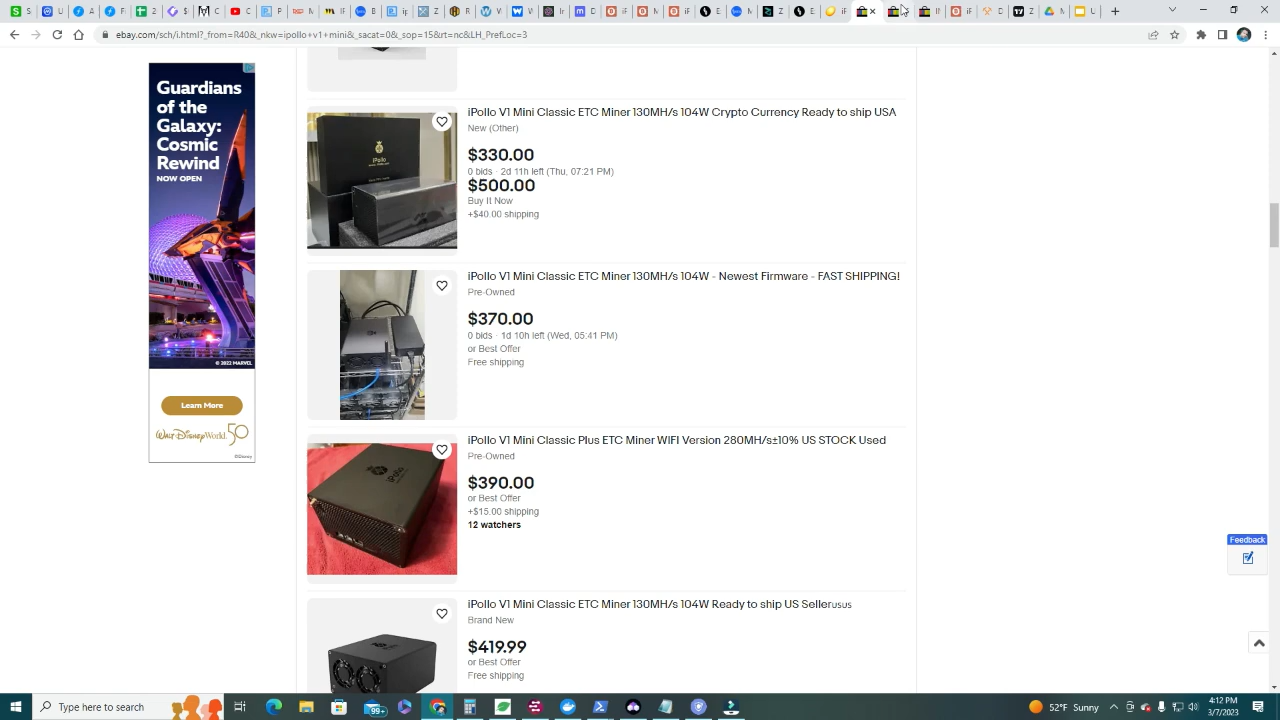 ebay.com/sch/i.html?_from=R40&_nkw=ipollo+v1+mini&_sacat=0&_sop=15&rt=nc&LH_PrefLoc=3
Guardians
of the
Galaxy:
Cosmic
Rewind
NOW OPEN
© 2022 MARVEL
Learn More
Walt Disney World. 50
©Disney
iPollo V1 Mini Classic ETC Miner 130MH/s 104W Crypto Currency Ready to ship USA
New (Other)
$330.00
0 bids · 2d 11h left (Thu, 07:21 PM)
$500.00
Buy It Now
+$40.00 shipping
iPollo
iPollo V1 Mini Classic ETC Miner 130MH/s 104W - Newest Firmware - FAST SHIPPING!
Pre-Owned
$370.00
0 bids · 1d 10h left (Wed, 05:41 PM)
or Best Offer
Free shipping
iPollo V1 Mini Classic Plus ETC Miner WIFI Version 280MH/s±10% US STOCK Used
Pre-Owned
$390.00
or Best Offer
+$15.00 shipping
12 watchers
iPollo
iPollo V1 Mini Classic ETC Miner 130MH/s 104W Ready to ship US Sellerusus
Brand New
$419.99
or Best Offer
Free shipping
Feedback
Type here to search
99+
52°F Sunny
4:12 PM
3/7/2023